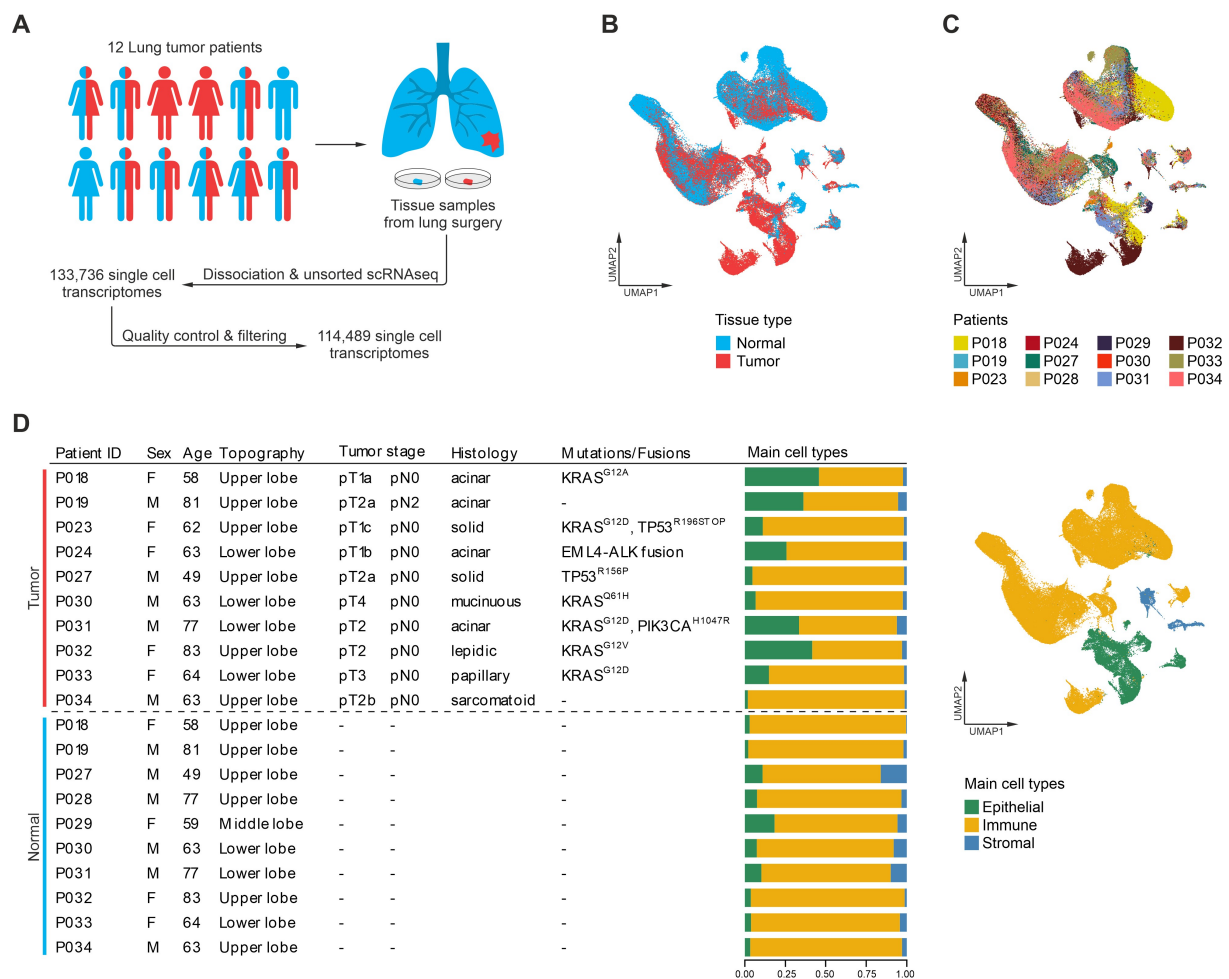 A
12 Lung tumor patients
Tissue samples
from lung surgery
Dissociation & unsorted scRNAseq
133,736 single cell
transcriptomes
Quality control & filtering
114,489 single cell
transcriptomes
B
UMAP2
UMAP1
Tissue type
Normal
Tumor
C
UMAP2
UMAP1
Patients
P018 P024 P029 P032
P019 P027 P030 P033
P023 P028 P031 P034
D
Patient ID Sex Age Topography Tumor stage Histology Mutations/Fusions Main cell types
Tumor
P018 F 58 Upper lobe pT1a pN0 acinar KRAS^G12A
P019 M 81 Upper lobe pT2a pN2 acinar -
P023 F 62 Upper lobe pT1c pN0 solid KRAS^G12D, TP53^R196STOP
P024 F 63 Lower lobe pT1b pN0 acinar EML4-ALK fusion
P027 M 49 Upper lobe pT2a pN0 solid TP53^R156P
P030 M 63 Lower lobe pT4 pN0 mucinuous KRAS^Q61H
P031 M 77 Lower lobe pT2 pN0 acinar KRAS^G12D, PIK3CA^H1047R
P032 F 83 Upper lobe pT2 pN0 lepidic KRAS^G12V
P033 F 64 Lower lobe pT3 pN0 papillary KRAS^G12D
P034 M 63 Upper lobe pT2b pN0 sarcomatoid -
Normal
P018 F 58 Upper lobe - - -
P019 M 81 Upper lobe - - -
P027 M 49 Upper lobe - - -
P028 M 77 Upper lobe - - -
P029 F 59 Middle lobe - - -
P030 M 63 Lower lobe - - -
P031 M 77 Lower lobe - - -
P032 F 83 Upper lobe - - -
P033 F 64 Lower lobe - - -
P034 M 63 Upper lobe - - -
0.00 0.25 0.50 0.75 1.00
UMAP2
UMAP1
Main cell types
Epithelial
Immune
Stromal